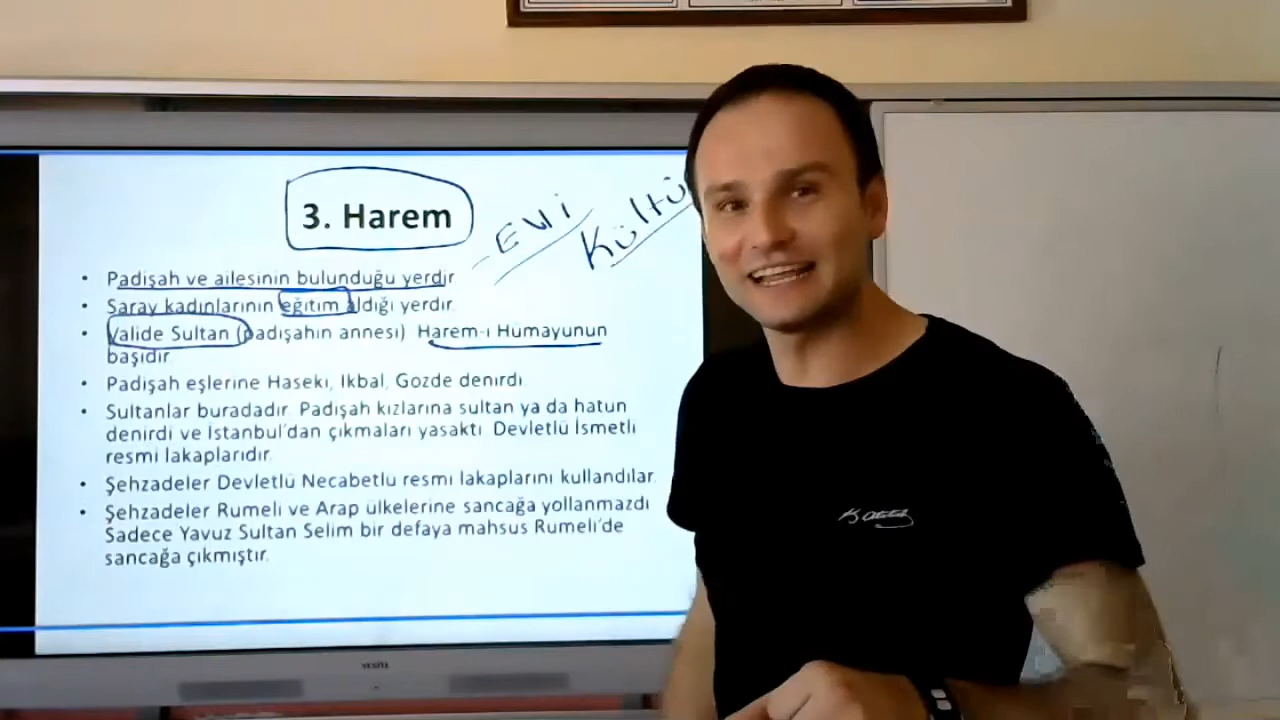 3. Harem
Evi
Kültü
• Padişah ve ailesinin bulunduğu yerdir
• Saray kadınlarının eğitim aldığı yerdir.
• Valide Sultan (padişahın annesi) Harem-i Humayunun
başıdır
• Padişah eşlerine Haseki, Ikbal, Gozde denirdi
• Sultanlar buradadır. Padişah kızlarına sultan ya da hatun
denirdi ve İstanbul'dan çıkmaları yasaktı. Devletlu İsmetli
resmi lakaplarıdır.
• Şehzadeler Devletlü Necabetlu resmi lakaplarını kullandılar.
• Şehzadeler Rumeli ve Arap ülkelerine sancağa yollanmazdı
Sadece Yavuz Sultan Selim bir defaya mahsus Rumeli'de
sancağa çıkmıştır.
VESTEL
K. Atatürk